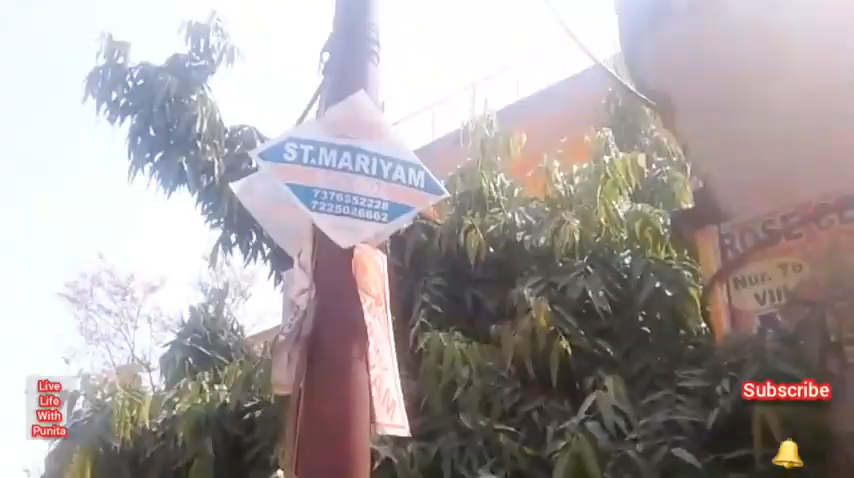 ST.MARIYAM
7376552228
7225026662
ROSE
Nur. To
VIII
Live
Life
With
Punita
Subscribe